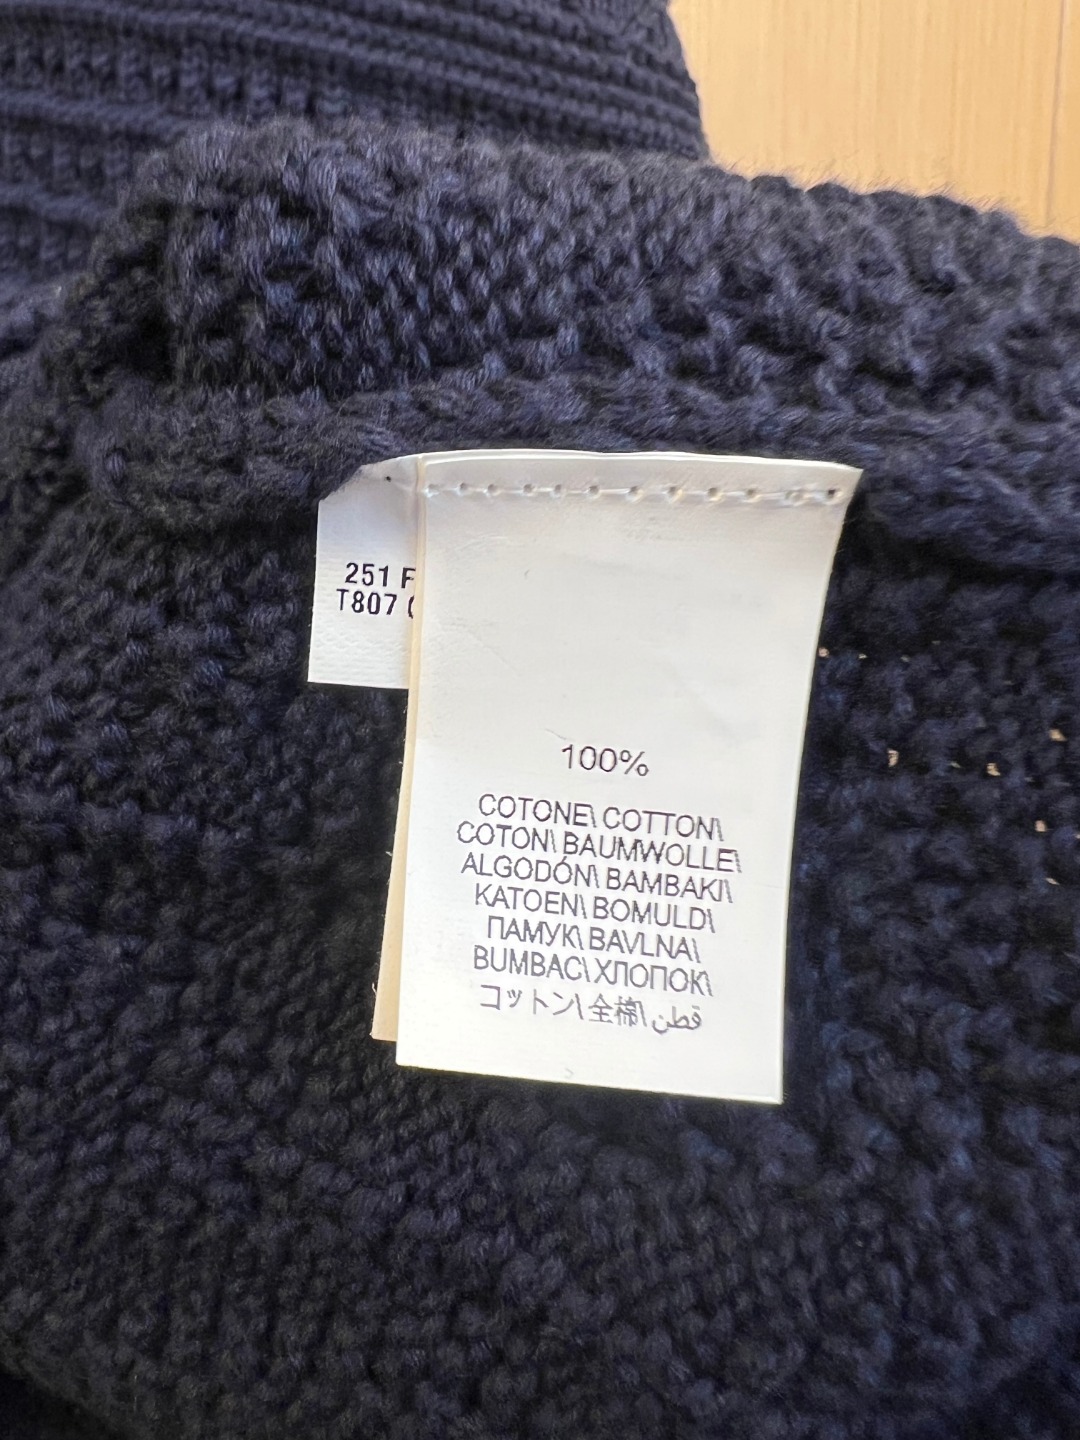 251 F
T807
100%
COTONE\ COTTON\
COTON\ BAUMWOLLE\
ALGODÓN\ BAMBAKI\
KATOEN\ BOMULD\
ПАМУК\ BAVLNA\
BUMBAC\ ХЛОПОК\
コットン\ 全棉\ قطن